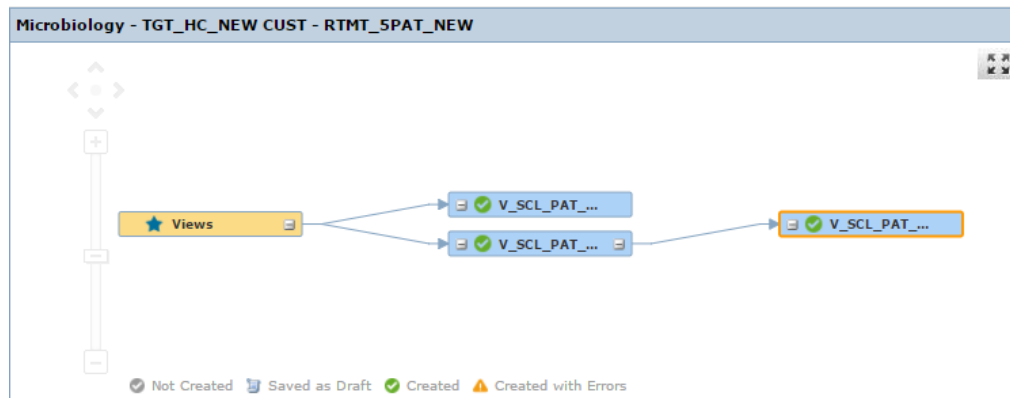 Microbiology - TGT_HC_NEW CUST - RTMT_5PAT_NEW
V_SCL_PAT_...
Views
V_SCL_PAT_...
V_SCL_PAT_...
Not Created Saved as Draft Created Created with Errors